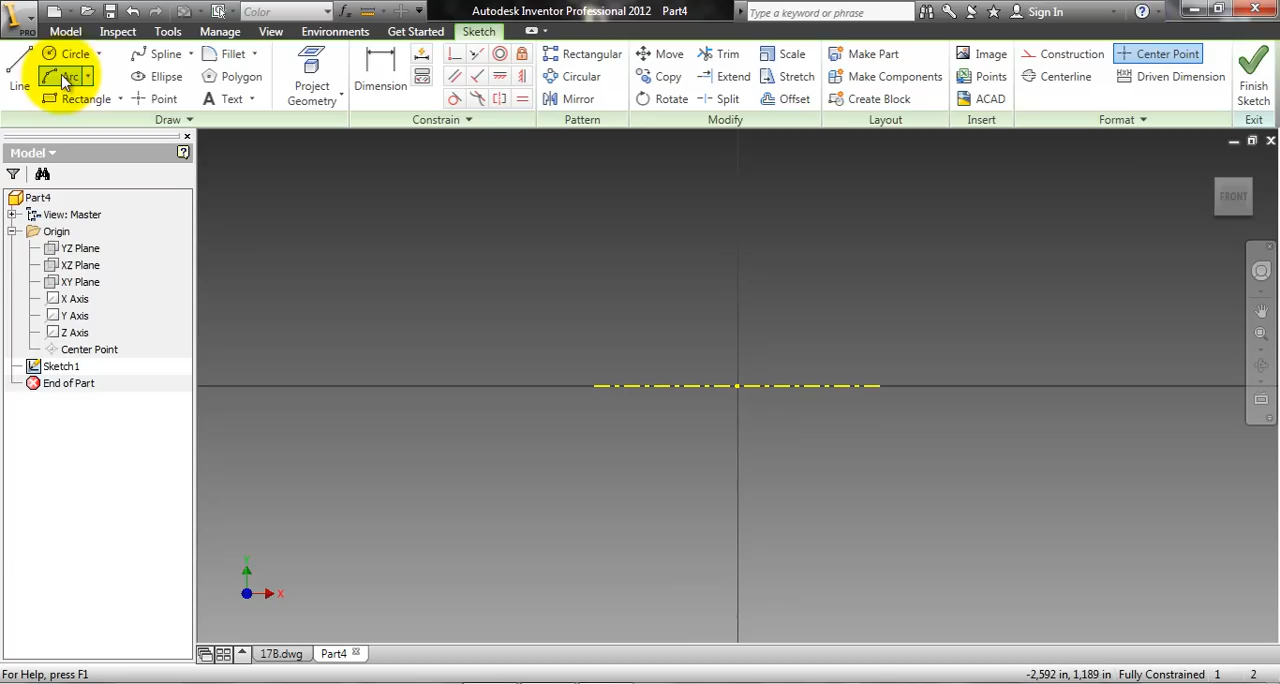 Color
Autodesk Inventor Professional 2012 Part4
Type a keyword or phrase
Sign In
PRO
Model Inspect Tools Manage View Environments Get Started Sketch
Line
Circle
Arc
Rectangle
Spline
Ellipse
Point
Fillet
Polygon
Text
Draw
Project
Geometry
Dimension
Constrain
Rectangular
Circular
Mirror
Pattern
Move
Copy
Rotate
Trim
Extend
Split
Scale
Stretch
Offset
Modify
Make Part
Make Components
Create Block
Layout
Image
Points
ACAD
Insert
Construction
Centerline
Center Point
Driven Dimension
Format
Finish
Sketch
Exit
Model
Part4
View: Master
Origin
YZ Plane
XZ Plane
XY Plane
X Axis
Y Axis
Z Axis
Center Point
Sketch1
End of Part
FRONT
Y
X
17B.dwg
Part4
For Help, press F1
-2,592 in, 1,189 in Fully Constrained 1 2